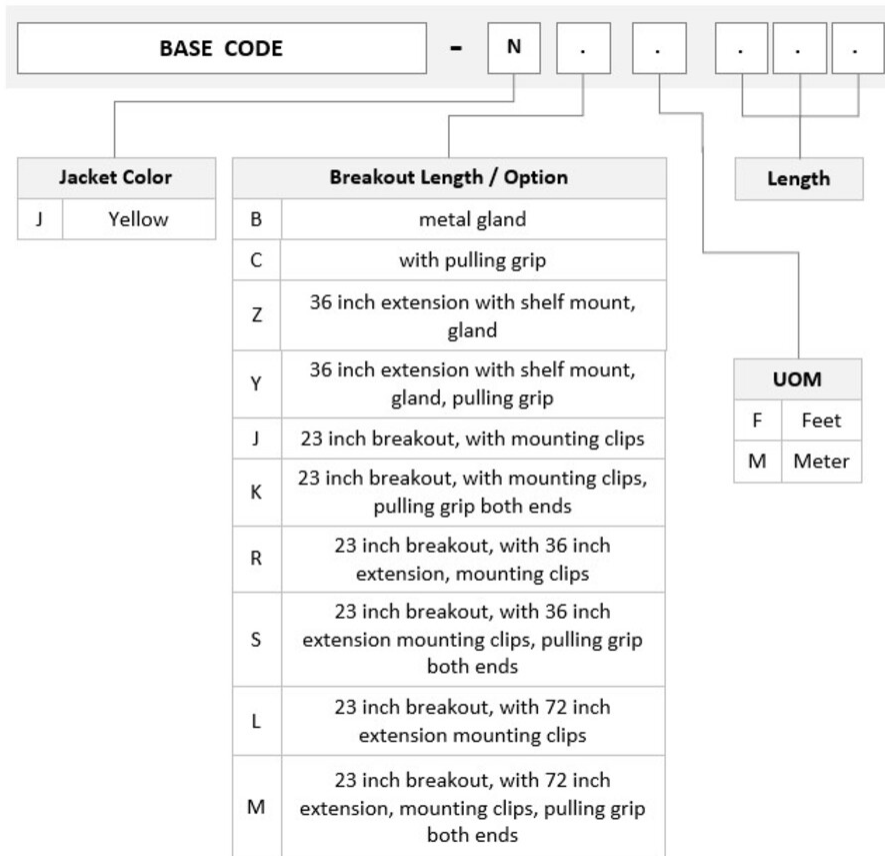 BASE CODE - N . . . . .
Jacket Color
J Yellow
Breakout Length / Option
B metal gland
C with pulling grip
Z 36 inch extension with shelf mount,
gland
Y 36 inch extension with shelf mount,
gland, pulling grip
J 23 inch breakout, with mounting clips
K 23 inch breakout, with mounting clips,
pulling grip both ends
R 23 inch breakout, with 36 inch
extension, mounting clips
S 23 inch breakout, with 36 inch
extension mounting clips, pulling grip
both ends
L 23 inch breakout, with 72 inch
extension mounting clips
M 23 inch breakout, with 72 inch
extension, mounting clips, pulling grip
both ends
Length
UOM
F Feet
M Meter